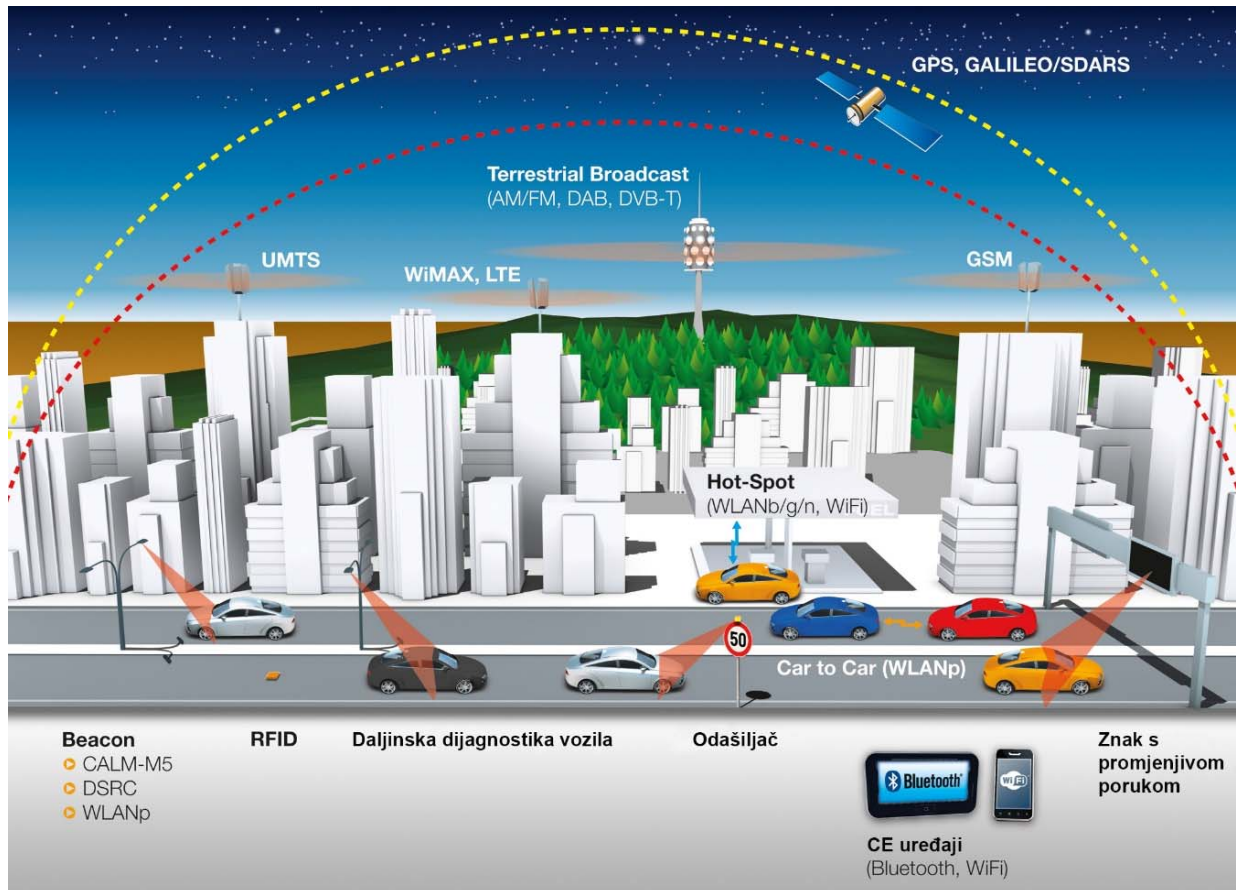 GPS, GALILEO/SDARS
Terrestrial Broadcast
(AM/FM, DAB, DVB-T)
UMTS
WiMAX, LTE
GSM
Hot-Spot
(WLANb/g/n, WiFi)
EL
50
Car to Car (WLANp)
Beacon
CALM-M5
DSRC
WLANp
RFID
Daljinska dijagnostika vozila
Odašiljač
Bluetooth
WiFi
CE uređaji
(Bluetooth, WiFi)
Znak s
promjenjivom
porukom